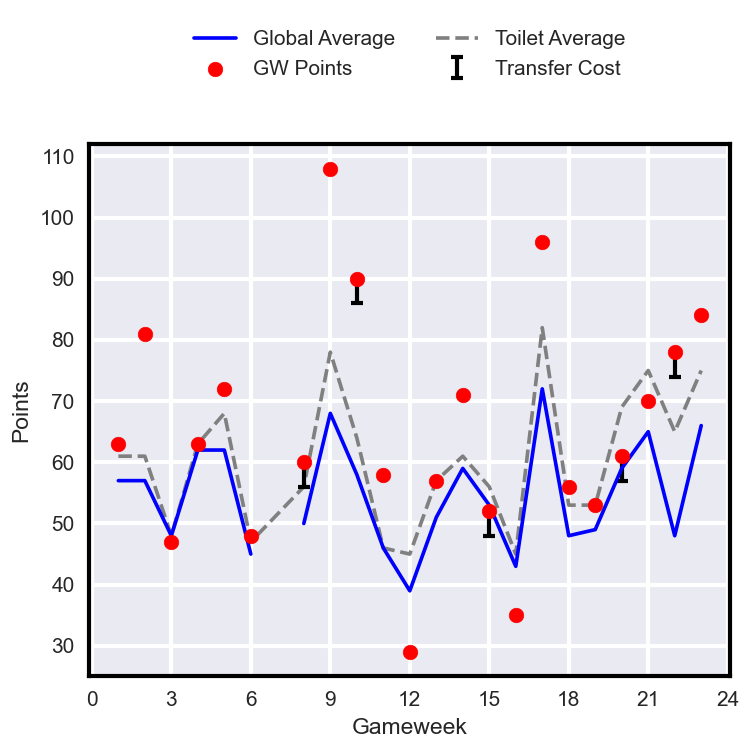 Global Average
Toilet Average
GW Points
Transfer Cost
110
100
90
80
70
60
50
40
30
Points
0 3 6 9 12 15 18 21 24
Gameweek